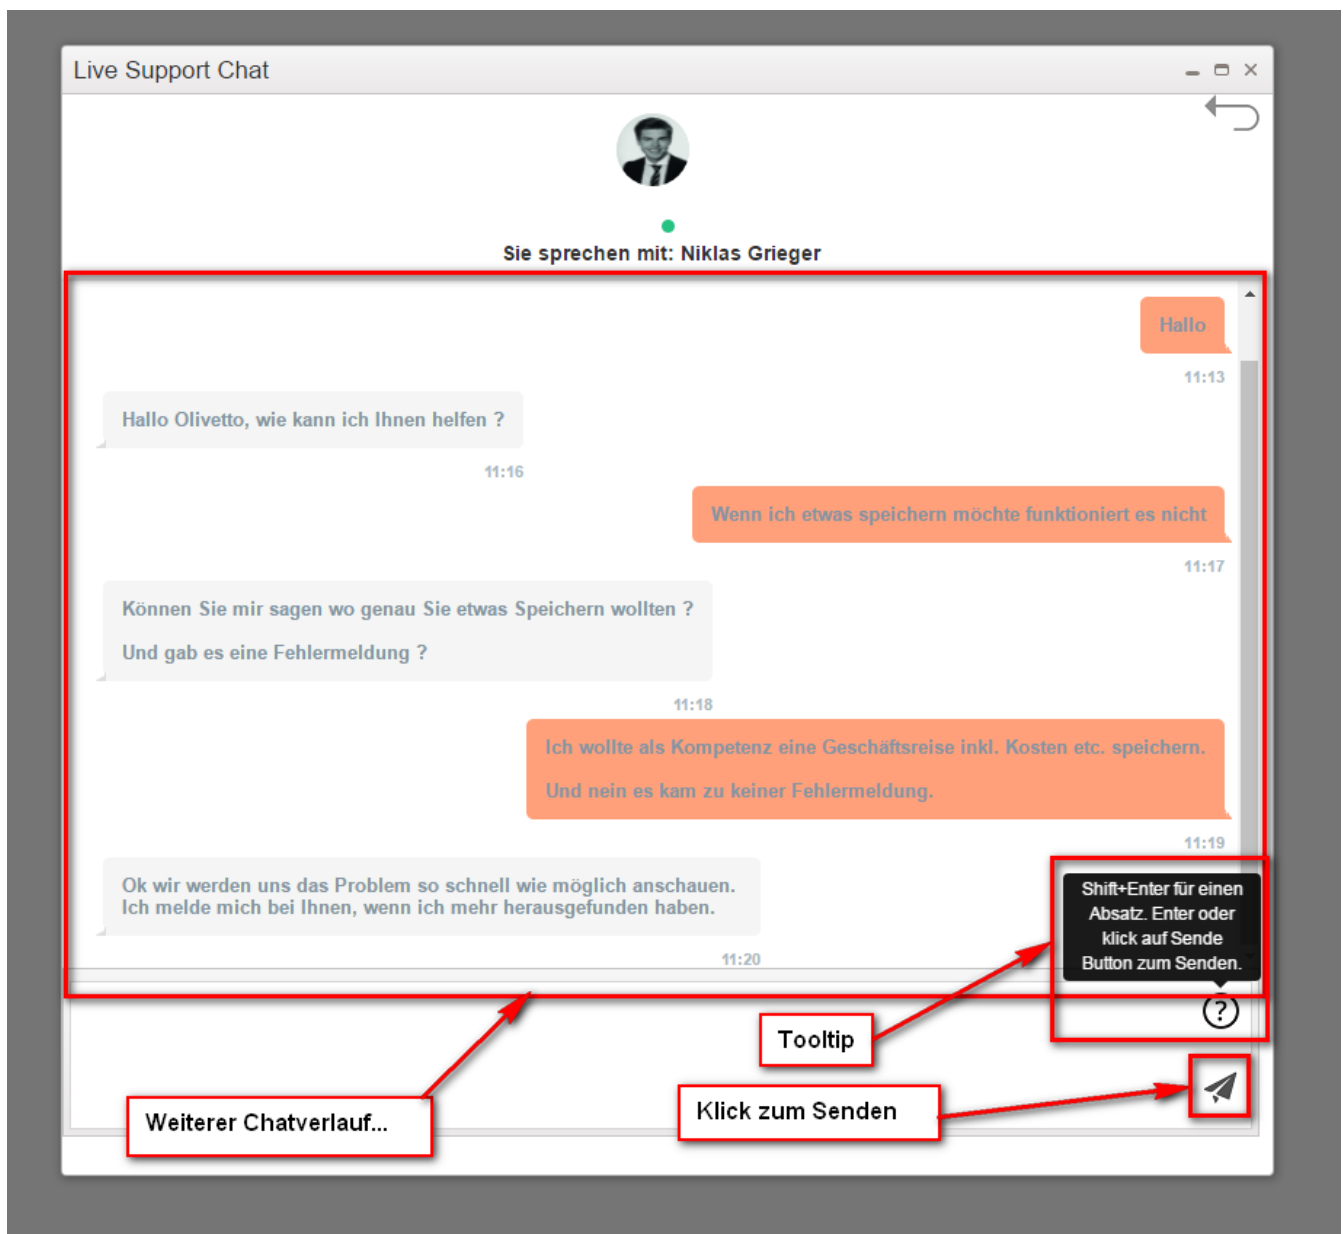 Live Support Chat
Sie sprechen mit: Niklas Grieger
Hallo
11:13
Hallo Olivetto, wie kann ich Ihnen helfen ?
11:16
Wenn ich etwas speichern möchte funktioniert es nicht
11:17
Können Sie mir sagen wo genau Sie etwas Speichern wollten ?
Und gab es eine Fehlermeldung ?
11:18
Ich wollte als Kompetenz eine Geschäftsreise inkl. Kosten etc. speichern.
Und nein es kam zu keiner Fehlermeldung.
11:19
Ok wir werden uns das Problem so schnell wie möglich anschauen.
Ich melde mich bei Ihnen, wenn ich mehr herausgefunden haben.
11:20
Shift+Enter für einen
Absatz. Enter oder
klick auf Sende
Button zum Senden.
?
Tooltip
Klick zum Senden
Weiterer Chatverlauf...